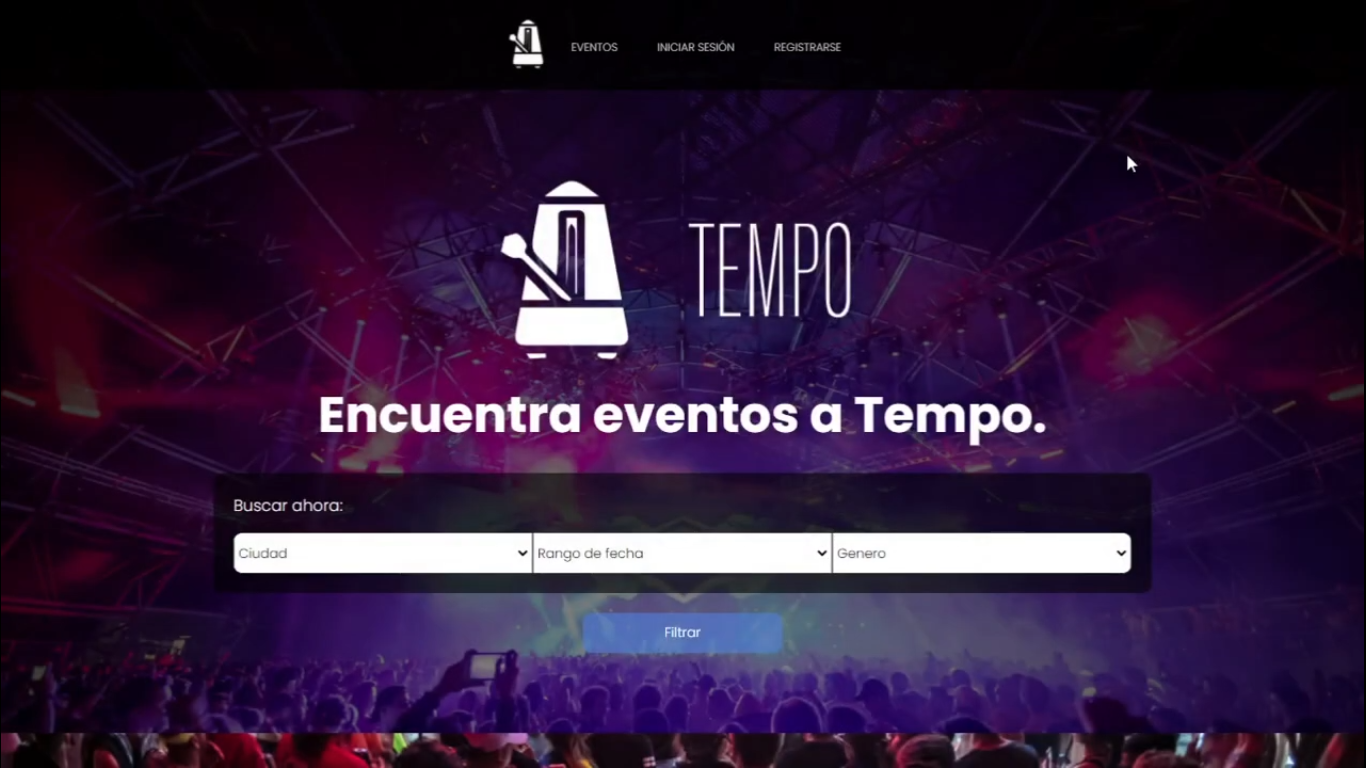 EVENTOS INICIAR SESIÓN REGISTRARSE
TEMPO
Encuentra eventos a Tempo.
Buscar ahora:
Ciudad Rango de fecha Genero
Filtrar